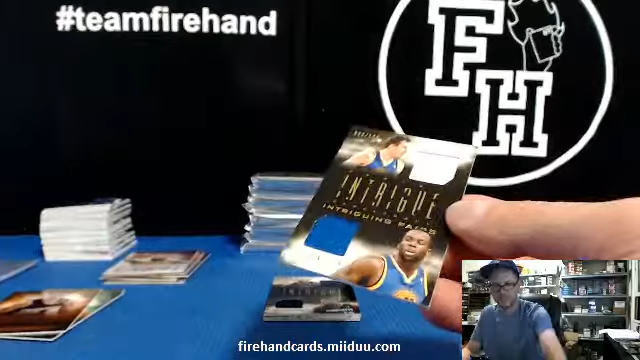 #teamfirehand
FH
INTRIGUE
INTRIGUING PAIRS
firehandcards.miiduu.com